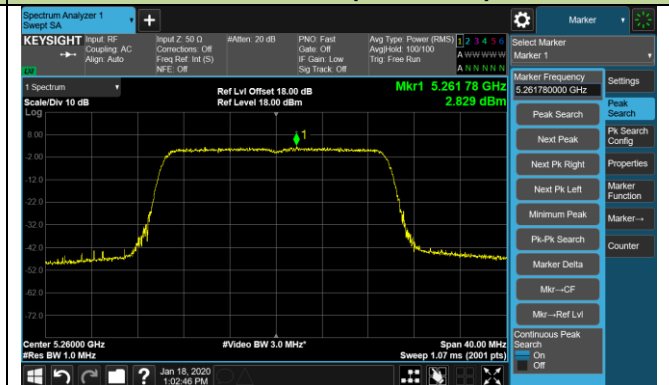 Spectrum Analyzer 1
Swept SA
Marker
KEYSIGHT
Input: RF
Coupling: AC
Align: Auto
Input Z: 50 Ω
Corrections: Off
Freq Ref: Int (S)
NFE: Off
#Atten: 20 dB
PNO: Fast
Gate: Off
IF Gain: Low
Sig Track: Off
Avg Type: Power (RMS)
Avg|Hold: 100/100
Trig: Free Run
1 2 3 4 5 6
A W W W W W
A N N N N N
LV
Select Marker
Marker 1
1 Spectrum
Scale/Div 10 dB
Log
Ref Lvl Offset 18.00 dB
Ref Level 18.00 dBm
Mkr1 5.261 78 GHz
2.829 dBm
8.00
-2.00
-12.0
-22.0
-32.0
-42.0
-52.0
-62.0
-72.0
1
Center 5.26000 GHz
#Res BW 1.0 MHz
#Video BW 3.0 MHz*
Span 40.00 MHz
Sweep 1.07 ms (2001 pts)
Marker Frequency
5.261780000 GHz
Peak Search
Next Peak
Next Pk Right
Next Pk Left
Minimum Peak
Pk-Pk Search
Marker Delta
Mkr→CF
Mkr→Ref Lvl
Continuous Peak
Search
On
Off
Settings
Peak
Search
Pk Search
Config
Properties
Marker
Function
Marker→
Counter
?
Jan 18, 2020
1:02:46 PM